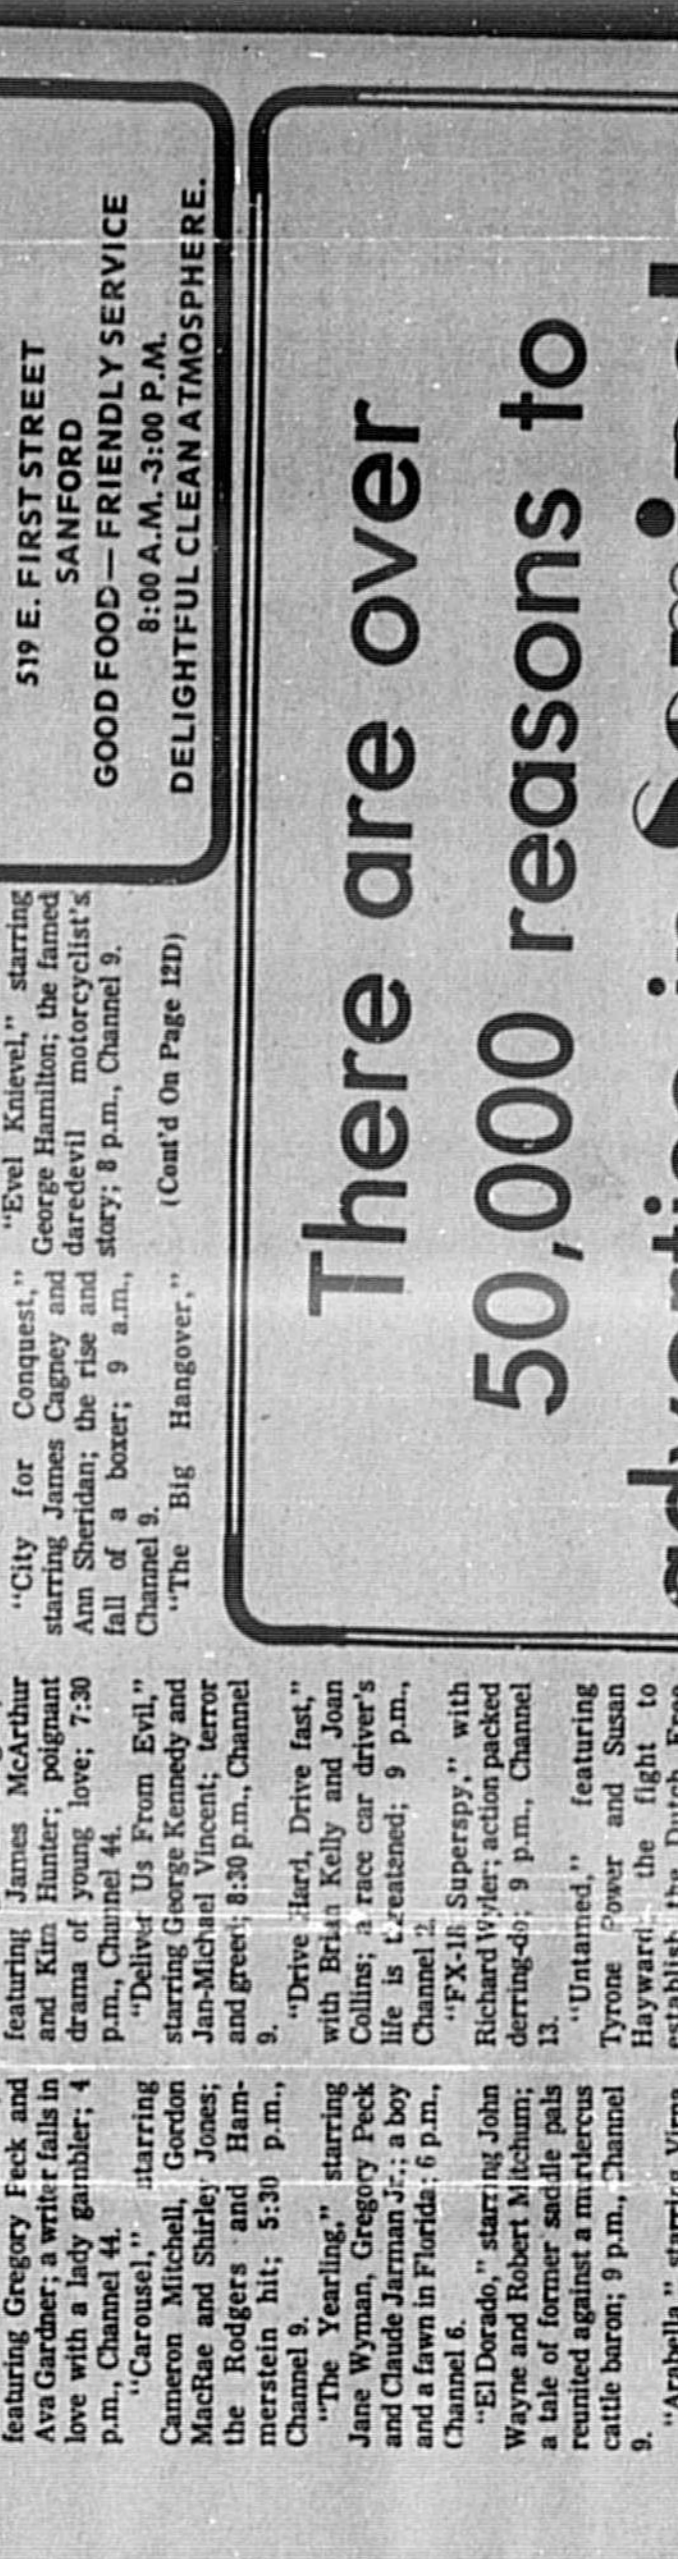 featuring Gregory Peck and
Ava Gardner; a writer falls in
love with a lady gambler; 4
p.m., Channel 44.
"Carousel," starring
Cameron Mitchell, Gordon
MacRae and Shirley Jones;
the Rodgers and Ham-
merstein hit; 5:30 p.m.,
Channel 9.
"The Yearling," starring
Jane Wyman, Gregory Peck
and Claude Jarman Jr.; a boy
and a fawn in Florida; 6 p.m.,
Channel 6.
"El Dorado," starring John
Wayne and Robert Mitchum;
a tale of former saddle pals
reunited against a murdercus
cattle baron; 9 p.m., Channel
9.
"Arabella," starring Virna
featuring James McArthur
and Kim Hunter; poignant
drama of young love; 7:30
p.m., Channel 44.
"Deliver Us From Evil,"
starring George Kennedy and
Jan-Michael Vincent; terror
and greed; 8:30 p.m., Channel
9.
"Drive Hard, Drive fast,"
with Brian Kelly and Joan
Collins; a race car driver's
life is threataned; 9 p.m.,
Channel 2.
"FX-18 Superspy," with
Richard Wyler; action packed
derring-do; 9 p.m., Channel
13.
"Untamed," featuring
Tyrone Power and Susan
Hayward; the fight to
establish the Dutch Free
"City for Conquest,"
starring James Cagney and
Ann Sheridan; the rise and
fall of a boxer; 9 a.m.,
Channel 9.
"The Big Hangover,"
"Evel Knievel," starring
George Hamilton; the famed
daredevil motorcyclist's
story; 8 p.m., Channel 9.
(Cont'd On Page 12D)
519 E. FIRST STREET
SANFORD
GOOD FOOD — FRIENDLY SERVICE
8:00 A.M.-3:00 P.M.
DELIGHTFUL CLEAN ATMOSPHERE.
There are over
50,000 reasons to